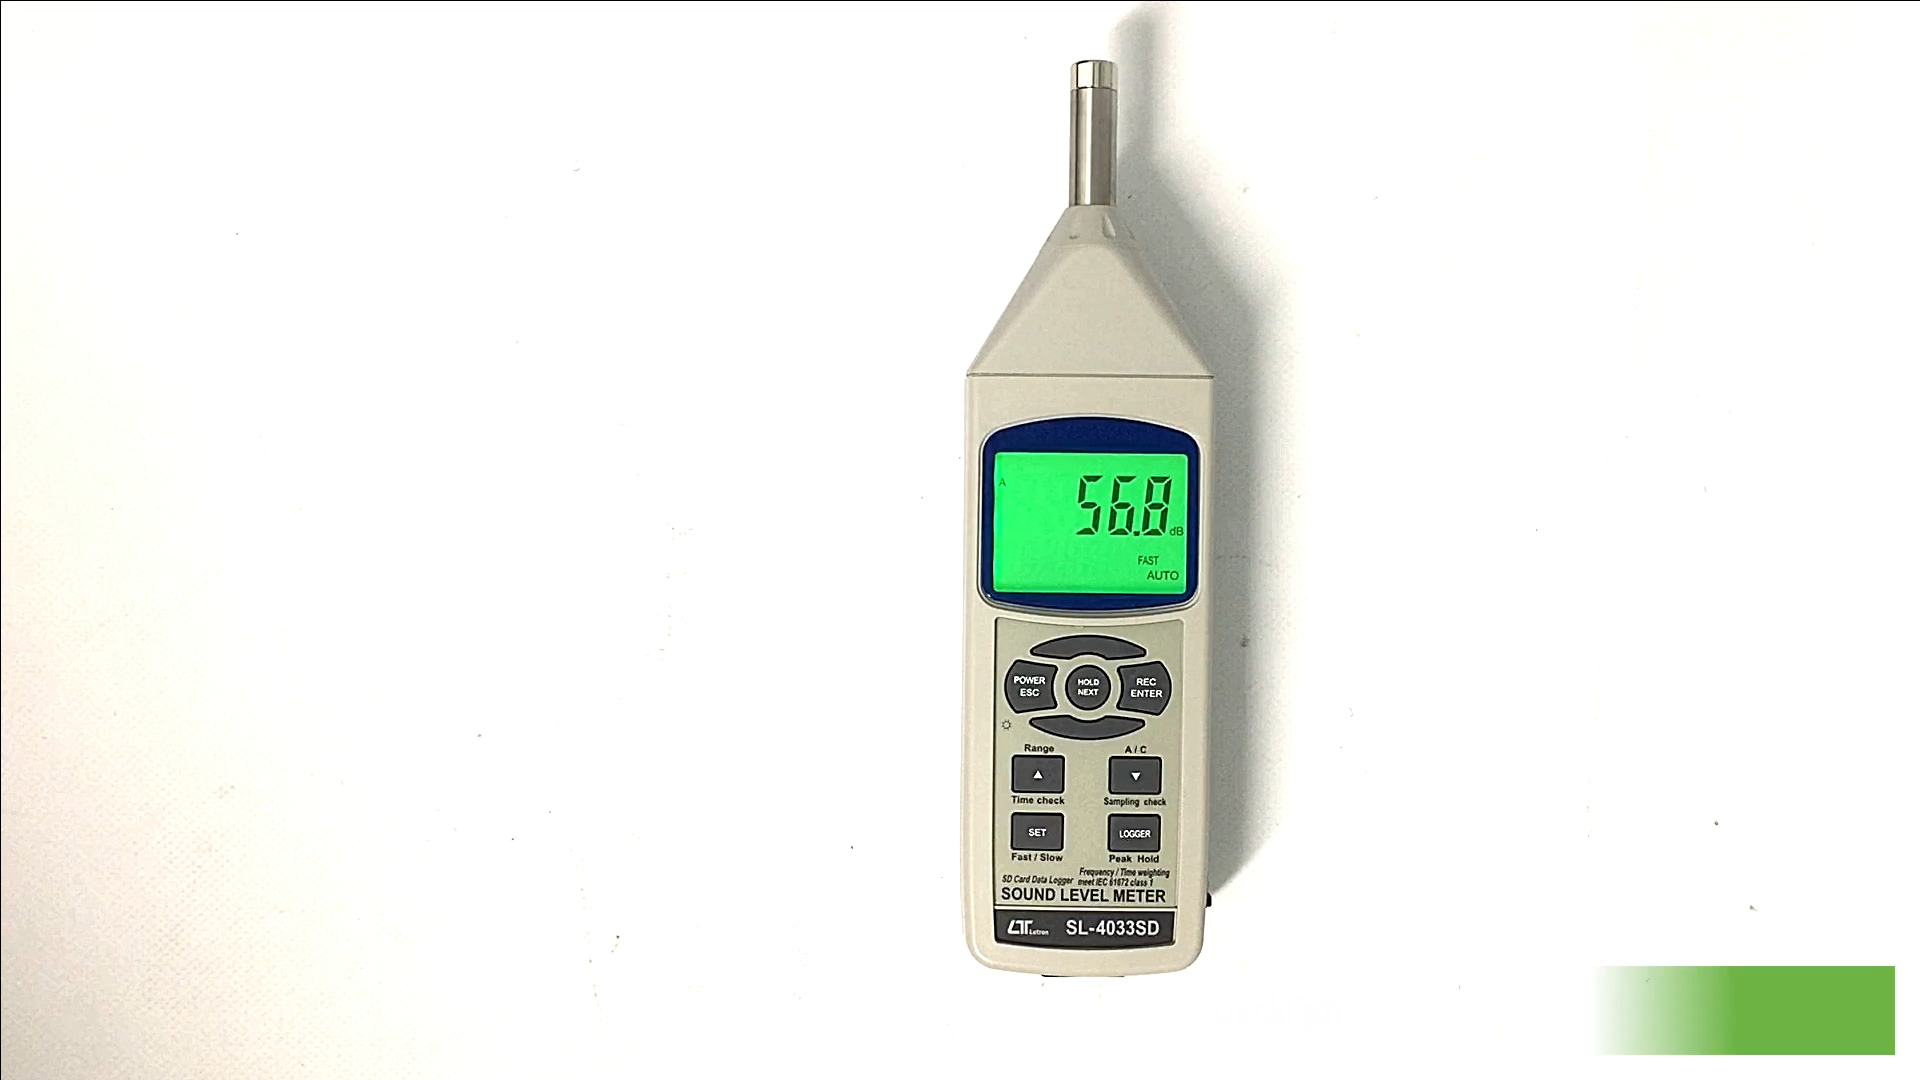 A
56.8 dB
FAST
AUTO
POWER
ESC
HOLD
NEXT
REC
ENTER
Range
A / C
▲
▼
Time check
Sampling check
SET
LOGGER
Fast / Slow
Peak Hold
Frequency / Time weighting
SD Card Data Logger meet IEC 61672 class 1
SOUND LEVEL METER
Lutron SL-4033SD